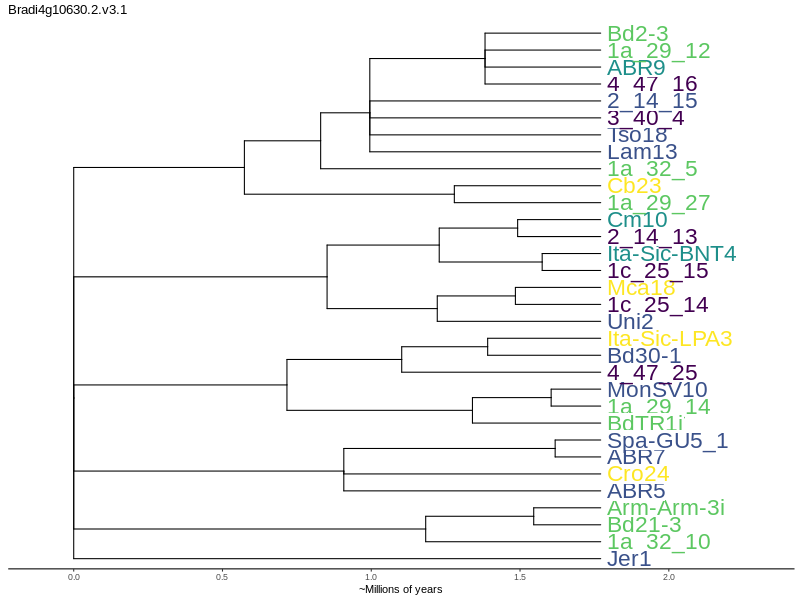 Bradi4g10630.2.v3.1
Bd2-3
1a_29_12
ABR9
4_47_16
2_14_15
3_40_4
Tso18
Lam13
1a_32_5
Cb23
1a_29_27
Cm10
2_14_13
Ita-Sic-BNT4
1c_25_15
Mca18
1c_25_14
Uni2
Ita-Sic-LPA3
Bd30-1
4_47_25
MonSV10
1a_29_14
BdTR1i
Spa-GU5_1
ABR7
Cro24
ABR5
Arm-Arm-3i
Bd21-3
1a_32_10
Jer1
0.0 0.5 1.0 1.5 2.0
~Millions of years